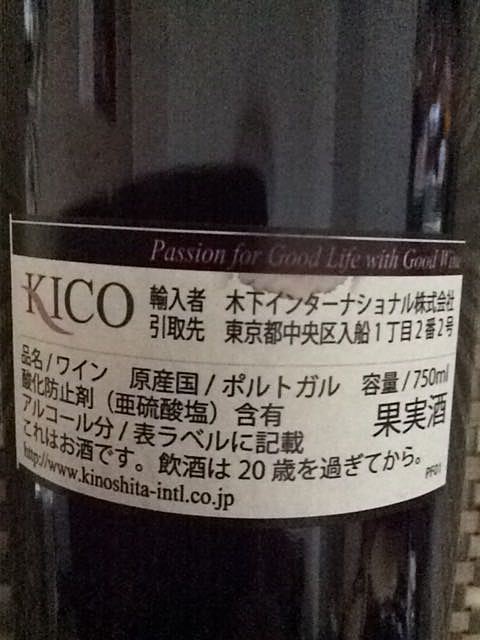 Passion for Good Life with Good Wine
KICO
輸入者 木下インターナショナル株式会社
引取先 東京都中央区入船1丁目2番2号
品名/ワイン 原産国/ポルトガル 容量/750ml
酸化防止剤(亜硫酸塩)含有 果実酒
アルコール分/表ラベルに記載
これはお酒です。飲酒は20歳を過ぎてから。
http://www.kinoshita-intl.co.jp